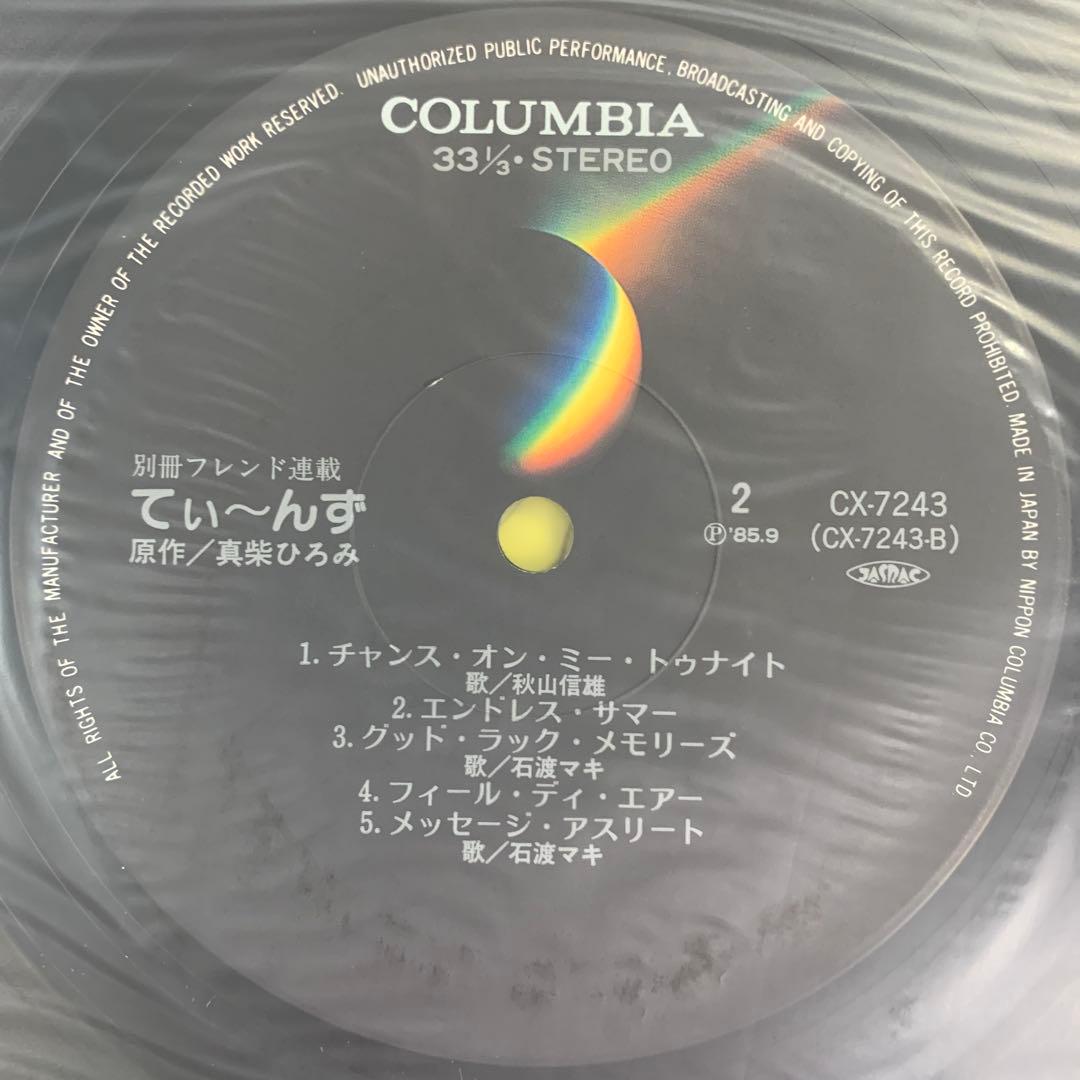 ALL RIGHTS OF THE MANUFACTURER AND OF THE OWNER OF THE RECORDED WORK RESERVED. UNAUTHORIZED PUBLIC PERFORMANCE, BROADCASTING AND COPYING OF THIS RECORD PROHIBITED. MADE IN JAPAN BY NIPPON COLUMBIA CO., LTD
COLUMBIA
33 1/3・STEREO
別冊フレンド連載
てぃ〜んず
原作／真柴ひろみ
2
Ⓟ'85.9
CX-7243
(CX-7243-B)
JASRAC
1. チャンス・オン・ミー・トゥナイト
歌／秋山信雄
2. エンドレス・サマー
3. グッド・ラック・メモリーズ
歌／石渡マキ
4. フィール・ディ・エアー
5. メッセージ・アスリート
歌／石渡マキ